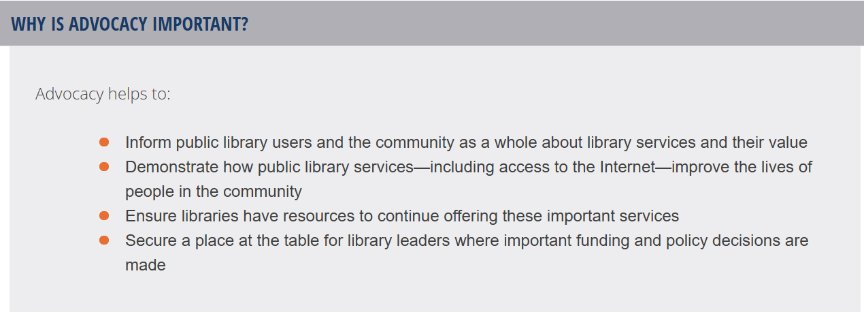 WHY IS ADVOCACY IMPORTANT?
Advocacy helps to:
Inform public library users and the community as a whole about library services and their value
Demonstrate how public library services—including access to the Internet—improve the lives of
people in the community
Ensure libraries have resources to continue offering these important services
Secure a place at the table for library leaders where important funding and policy decisions are
made